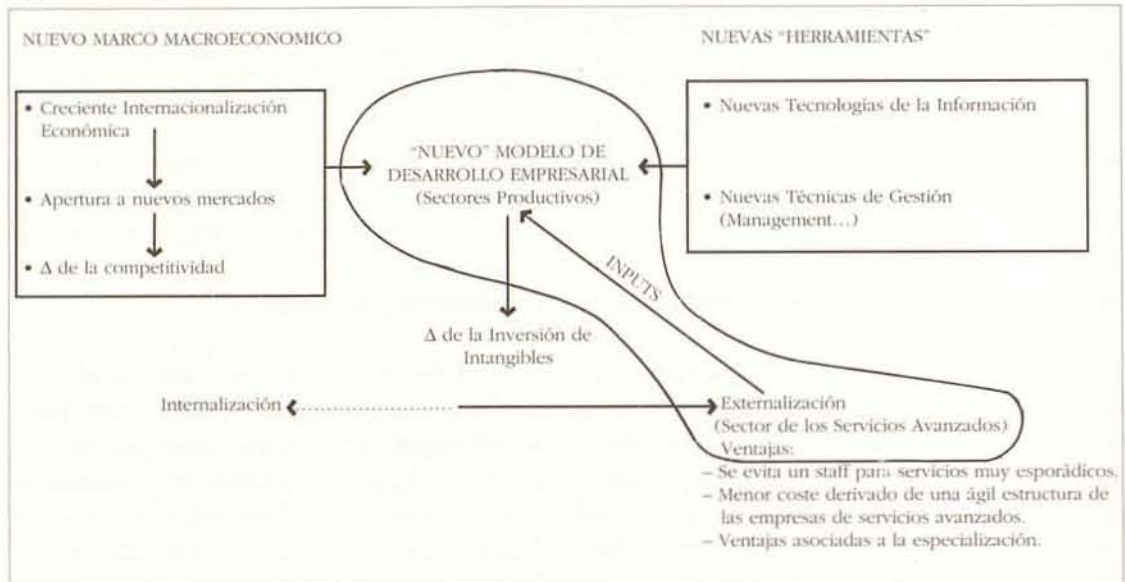 NUEVO MARCO MACROECONOMICO
• Creciente Internacionalización
Económica
• Apertura a nuevos mercados
• Δ de la competitividad
"NUEVO" MODELO DE
DESARROLLO EMPRESARIAL
(Sectores Productivos)
NUEVAS "HERRAMIENTAS"
• Nuevas Tecnologías de la Información
• Nuevas Técnicas de Gestión
(Management...)
INPUTS
Δ de la Inversión de
Intangibles
Internalización
Externalización
(Sector de los Servicios Avanzados)
Ventajas:
– Se evita un staff para servicios muy esporádicos.
– Menor coste derivado de una ágil estructura de
las empresas de servicios avanzados.
– Ventajas asociadas a la especialización.